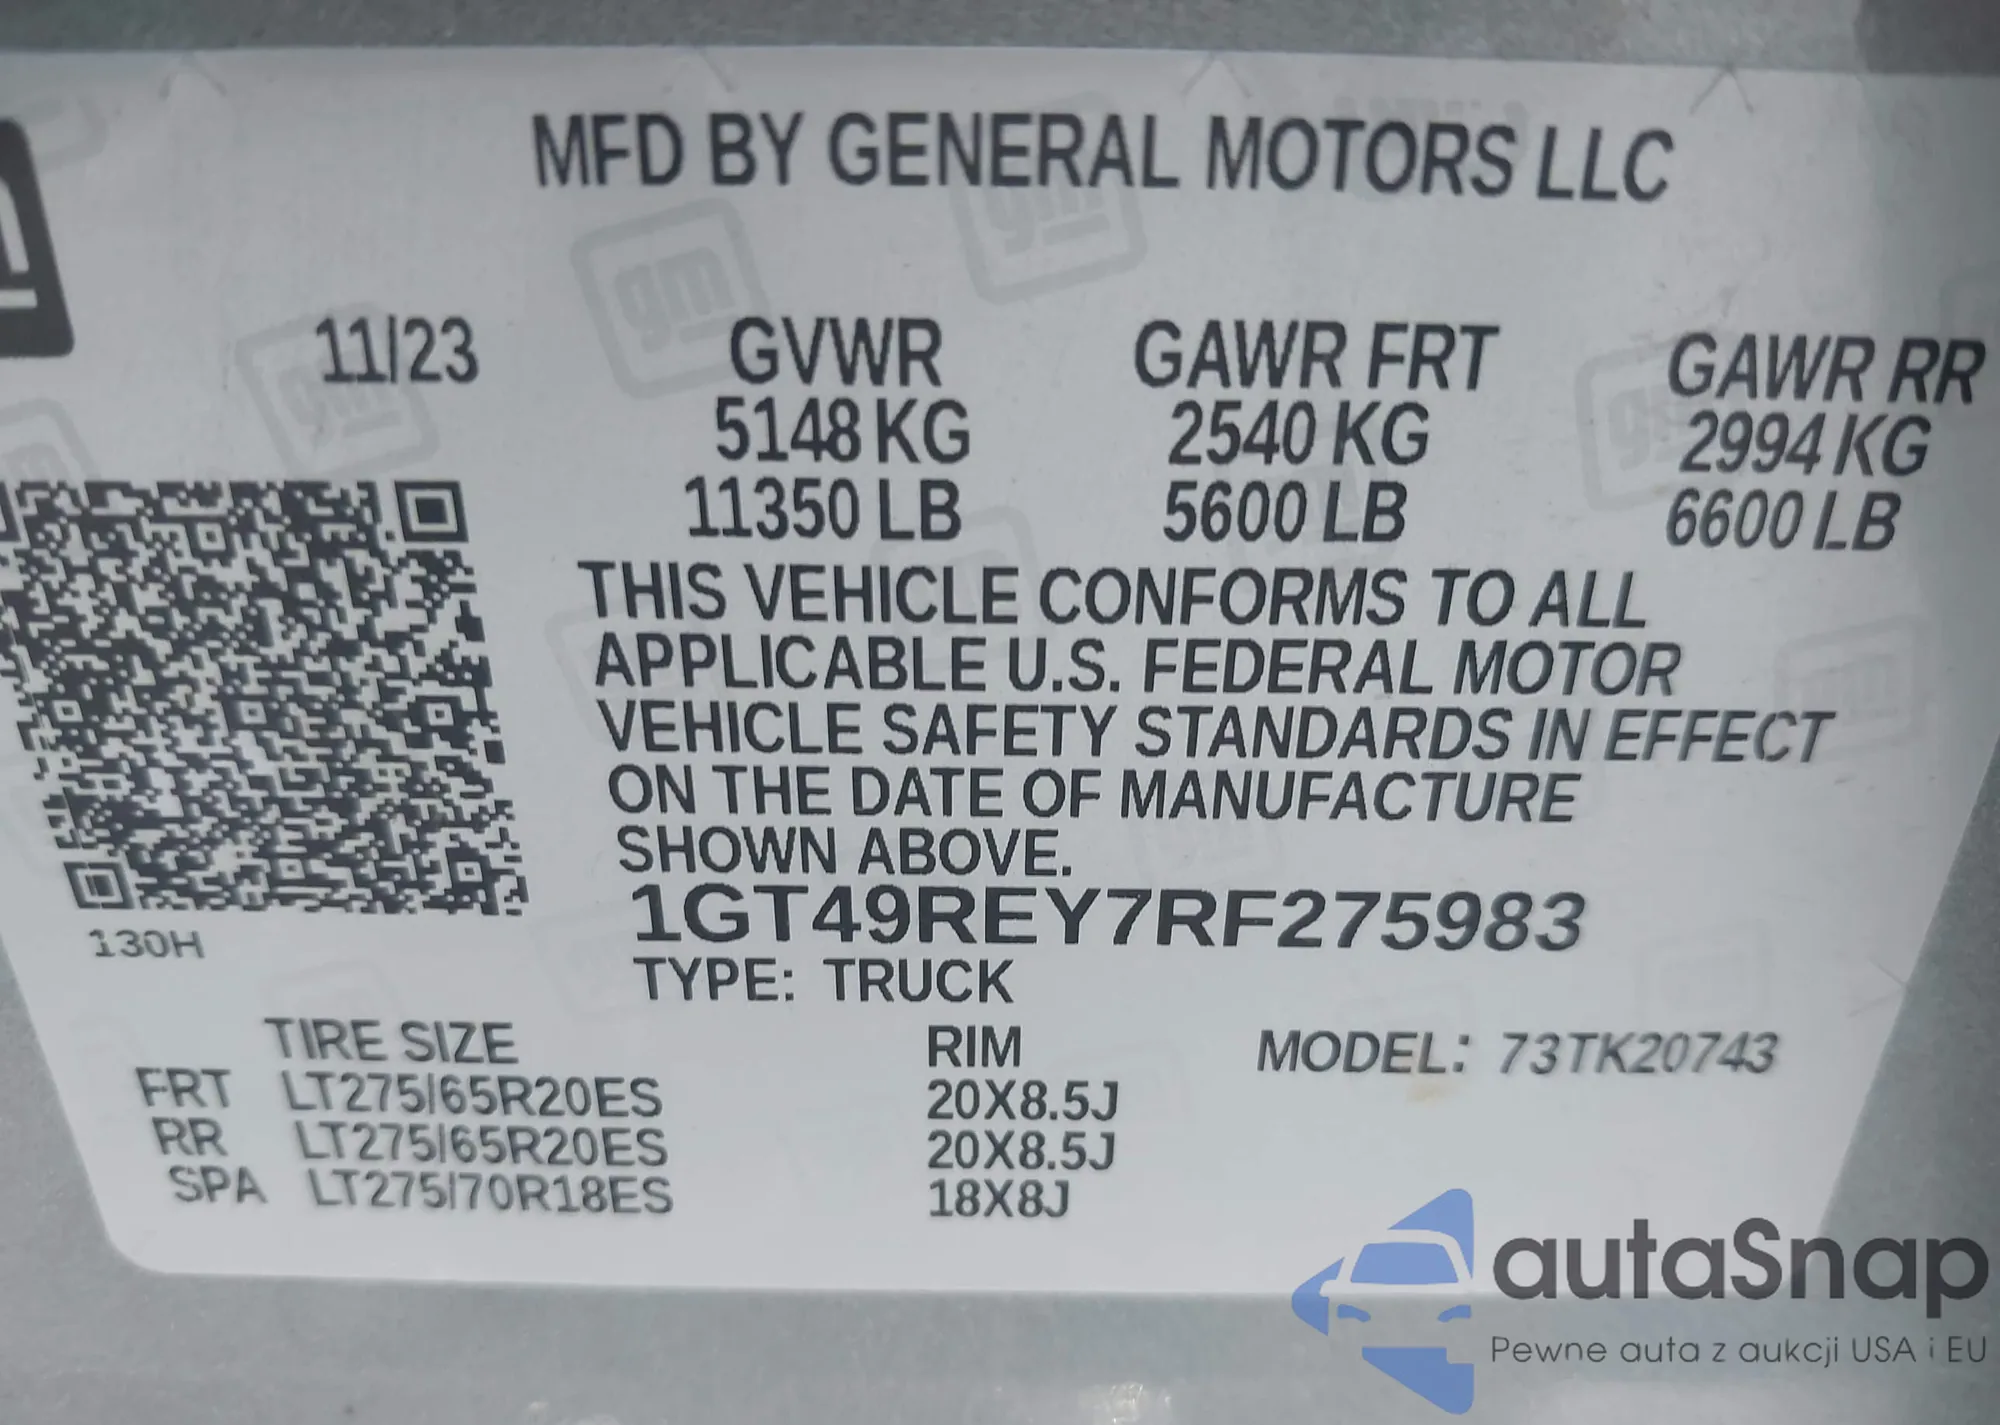 MFD BY GENERAL MOTORS LLC
11/23 GVWR GAWR FRT GAWR RR
5148 KG 2540 KG 2994 KG
11350 LB 5600 LB 6600 LB
THIS VEHICLE CONFORMS TO ALL
APPLICABLE U.S. FEDERAL MOTOR
VEHICLE SAFETY STANDARDS IN EFFECT
ON THE DATE OF MANUFACTURE
SHOWN ABOVE.
1GT49REY7RF275983
130H
TYPE: TRUCK
TIRE SIZE RIM MODEL: 73TK20743
FRT LT275/65R20ES 20X8.5J
RR LT275/65R20ES 20X8.5J
SPA LT275/70R18ES 18X8J
gm
gm
gm
autaSnap
Pewne auta z aukcji USA i EU